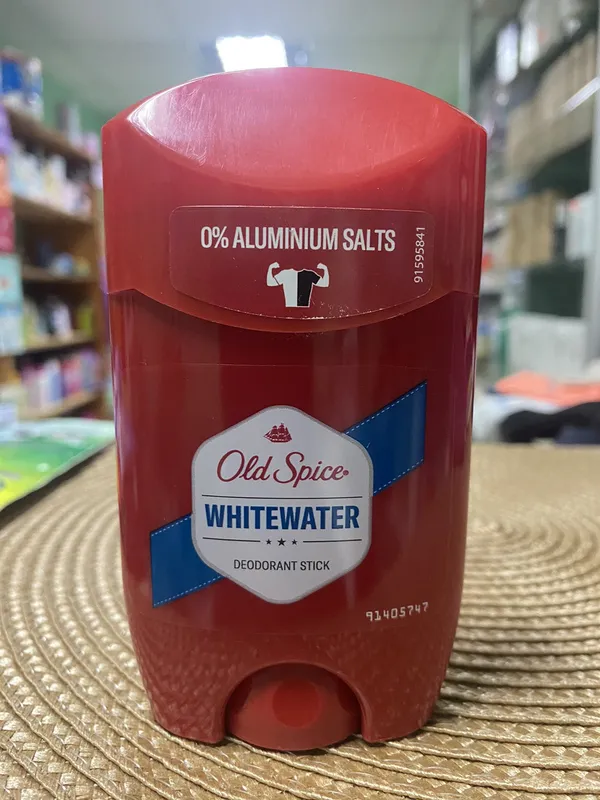 0% ALUMINIUM SALTS
91595841
Old Spice
WHITEWATER
DEODORANT STICK
91405747